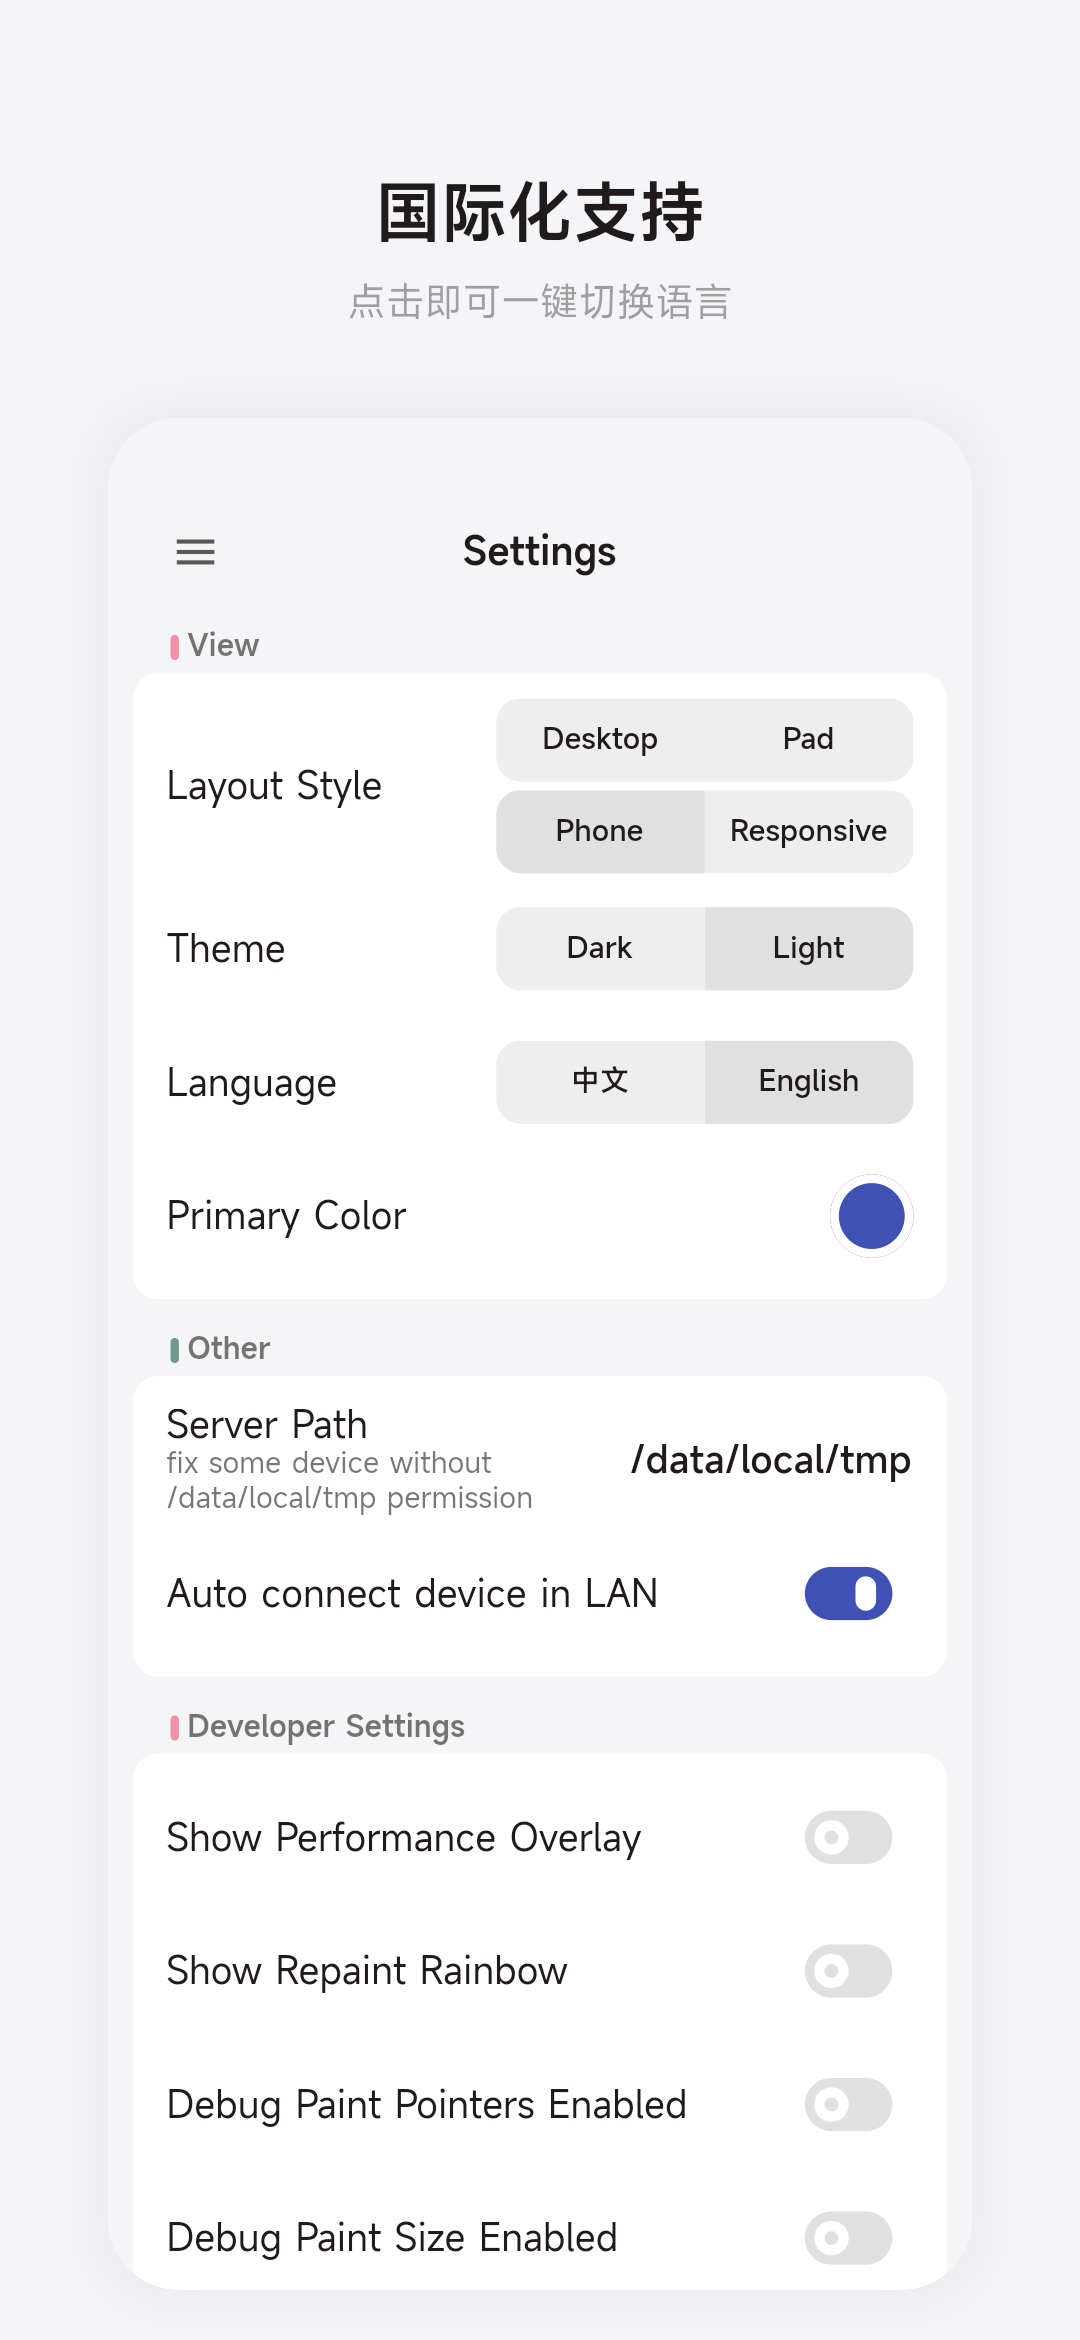 国际化支持
点击即可一键切换语言
Settings
View
Layout Style
Desktop
Pad
Phone
Responsive
Theme
Dark
Light
Language
中文
English
Primary Color
Other
Server Path
fix some device without
/data/local/tmp permission
/data/local/tmp
Auto connect device in LAN
Developer Settings
Show Performance Overlay
Show Repaint Rainbow
Debug Paint Pointers Enabled
Debug Paint Size Enabled